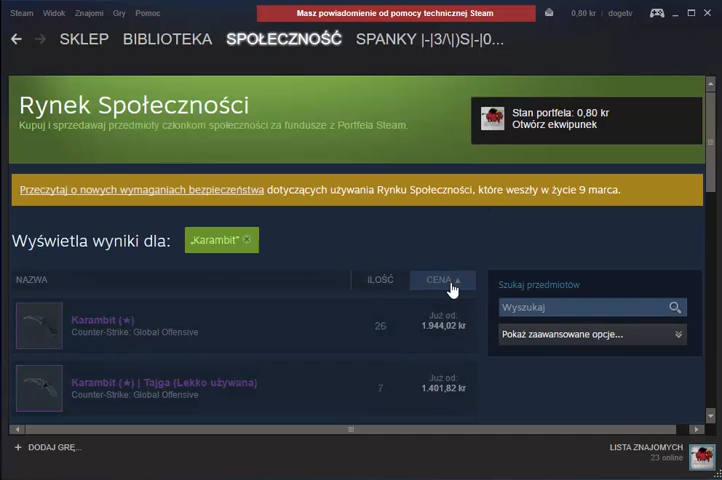 Steam Widok Znajomi Gry Pomoc
Masz powiadomienie od pomocy technicznej Steam
0,80 kr dogetv
SKLEP BIBLIOTEKA SPOŁECZNOŚĆ SPANKY |-|3/\|)S|-|0...
Rynek Społeczności
Kupuj i sprzedawaj przedmioty członkom społeczności za fundusze z Portfela Steam.
Stan portfela: 0,80 kr
Otwórz ekwipunek
Przeczytaj o nowych wymaganiach bezpieczeństwa dotyczących używania Rynku Społeczności, które weszły w życie 9 marca.
Wyświetla wyniki dla: „Karambit”
NAZWA ILOŚĆ CENA
Karambit (★)
Counter-Strike: Global Offensive
26
Już od:
1.944,02 kr
Karambit (★) | Tajga (Lekko używana)
Counter-Strike: Global Offensive
7
Już od:
1.401,82 kr
Szukaj przedmiotów
Wyszukaj
Pokaż zaawansowane opcje...
+ DODAJ GRĘ...
LISTA ZNAJOMYCH
23 online